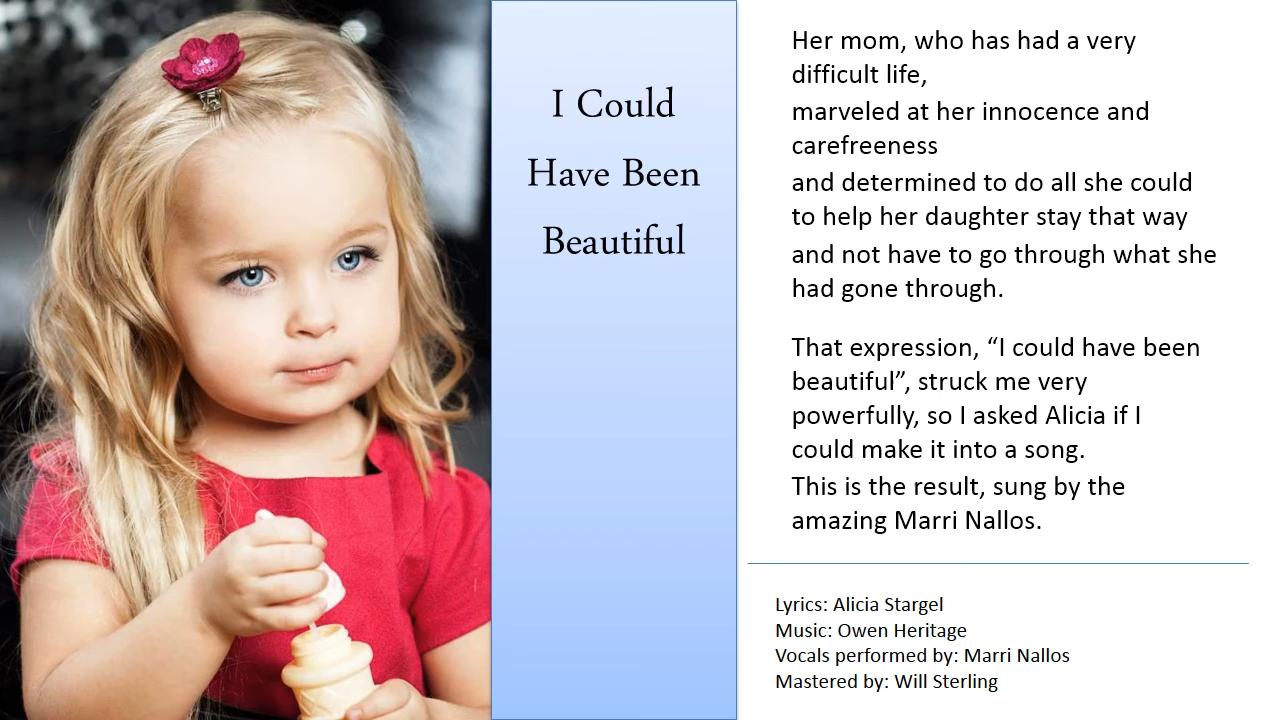 I Could
Have Been
Beautiful
Her mom, who has had a very
difficult life,
marveled at her innocence and
carefreeness
and determined to do all she could
to help her daughter stay that way
and not have to go through what she
had gone through.
That expression, “I could have been
beautiful”, struck me very
powerfully, so I asked Alicia if I
could make it into a song.
This is the result, sung by the
amazing Marri Nallos.
Lyrics: Alicia Stargel
Music: Owen Heritage
Vocals performed by: Marri Nallos
Mastered by: Will Sterling